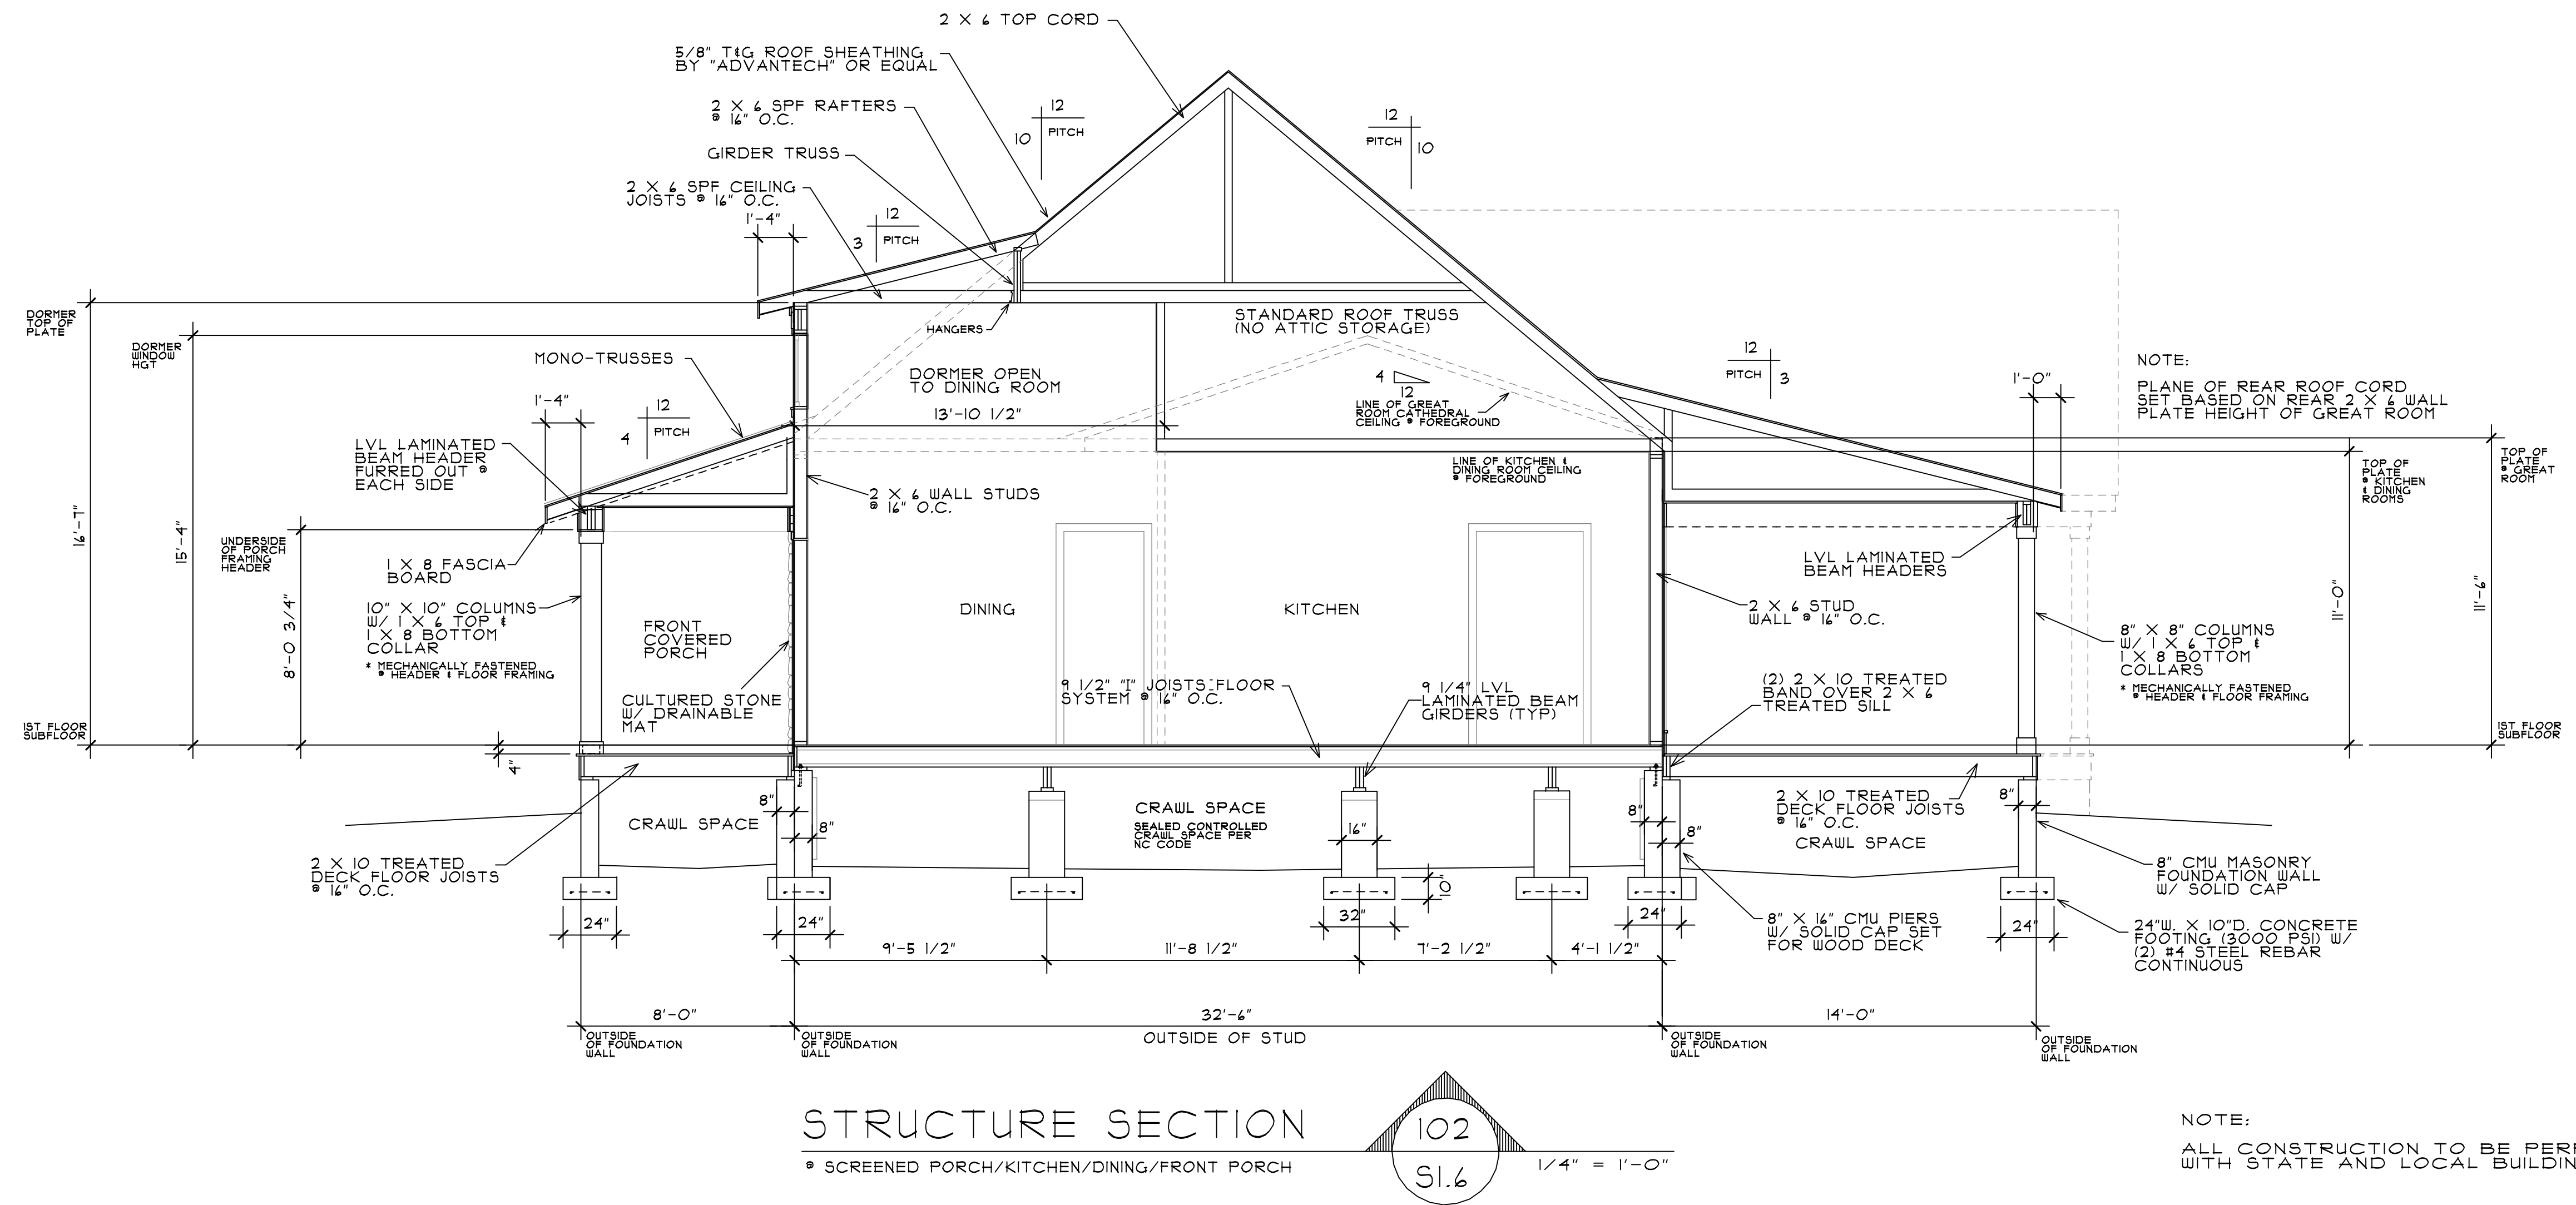 2 X 6 TOP CORD
5/8" T&G ROOF SHEATHING
BY "ADVANTECH" OR EQUAL
2 X 6 SPF RAFTERS
@ 16" O.C.
GIRDER TRUSS
2 X 6 SPF CEILING
JOISTS @ 16" O.C.
1'-4"
12
3
PITCH
12
10
PITCH
12
PITCH
10
DORMER
TOP OF
PLATE
DORMER
WINDOW
HGT
MONO-TRUSSES
1'-4"
12
4
PITCH
HANGERS
STANDARD ROOF TRUSS
(NO ATTIC STORAGE)
DORMER OPEN
TO DINING ROOM
13'-10 1/2"
4
12
LINE OF GREAT
ROOM CATHEDRAL
CEILING @ FOREGROUND
12
PITCH
3
1'-0"
NOTE:
PLANE OF REAR ROOF CORD
SET BASED ON REAR 2 X 6 WALL
PLATE HEIGHT OF GREAT ROOM
LVL LAMINATED
BEAM HEADER
FURRED OUT @
EACH SIDE
2 X 6 WALL STUDS
@ 16" O.C.
LINE OF KITCHEN &
DINING ROOM CEILING
@ FOREGROUND
TOP OF
PLATE
@ KITCHEN
& DINING
ROOMS
TOP OF
PLATE
@ GREAT
ROOM
16'-7"
15'-4"
8'-0 3/4"
UNDERSIDE
OF PORCH
FRAMING
HEADER
1 X 8 FASCIA
BOARD
10" X 10" COLUMNS
W/ 1 X 6 TOP &
1 X 8 BOTTOM
COLLAR
* MECHANICALLY FASTENED
@ HEADER & FLOOR FRAMING
FRONT
COVERED
PORCH
CULTURED STONE
W/ DRAINABLE
MAT
DINING
KITCHEN
9 1/2" "I" JOISTS FLOOR
SYSTEM @ 16" O.C.
9 1/4" LVL
LAMINATED BEAM
GIRDERS (TYP)
LVL LAMINATED
BEAM HEADERS
2 X 6 STUD
WALL @ 16" O.C.
(2) 2 X 10 TREATED
BAND OVER 2 X 6
TREATED SILL
8" X 8" COLUMNS
W/ 1 X 6 TOP &
1 X 8 BOTTOM
COLLARS
* MECHANICALLY FASTENED
@ HEADER & FLOOR FRAMING
11'-0"
11'-6"
1ST FLOOR
SUBFLOOR
1ST FLOOR
SUBFLOOR
4"
CRAWL SPACE
8"
8"
CRAWL SPACE
SEALED CONTROLLED
CRAWL SPACE PER
NC CODE
16"
8"
8"
2 X 10 TREATED
DECK FLOOR JOISTS
@ 16" O.C.
CRAWL SPACE
8"
2 X 10 TREATED
DECK FLOOR JOISTS
@ 16" O.C.
8" CMU MASONRY
FOUNDATION WALL
W/ SOLID CAP
24"
24"
32"
10"
24"
24"
8" X 16" CMU PIERS
W/ SOLID CAP SET
FOR WOOD DECK
24"W. X 10"D. CONCRETE
FOOTING (3000 PSI) W/
(2) #4 STEEL REBAR
CONTINUOUS
9'-5 1/2"
11'-8 1/2"
7'-2 1/2"
4'-1 1/2"
8'-0"
32'-6"
OUTSIDE OF STUD
14'-0"
OUTSIDE
OF FOUNDATION
WALL
OUTSIDE
OF FOUNDATION
WALL
OUTSIDE
OF FOUNDATION
WALL
OUTSIDE
OF FOUNDATION
WALL
STRUCTURE SECTION
@ SCREENED PORCH/KITCHEN/DINING/FRONT PORCH
102
S1.6
1/4" = 1'-0"
NOTE:
ALL CONSTRUCTION TO BE
WITH STATE AND LOCAL